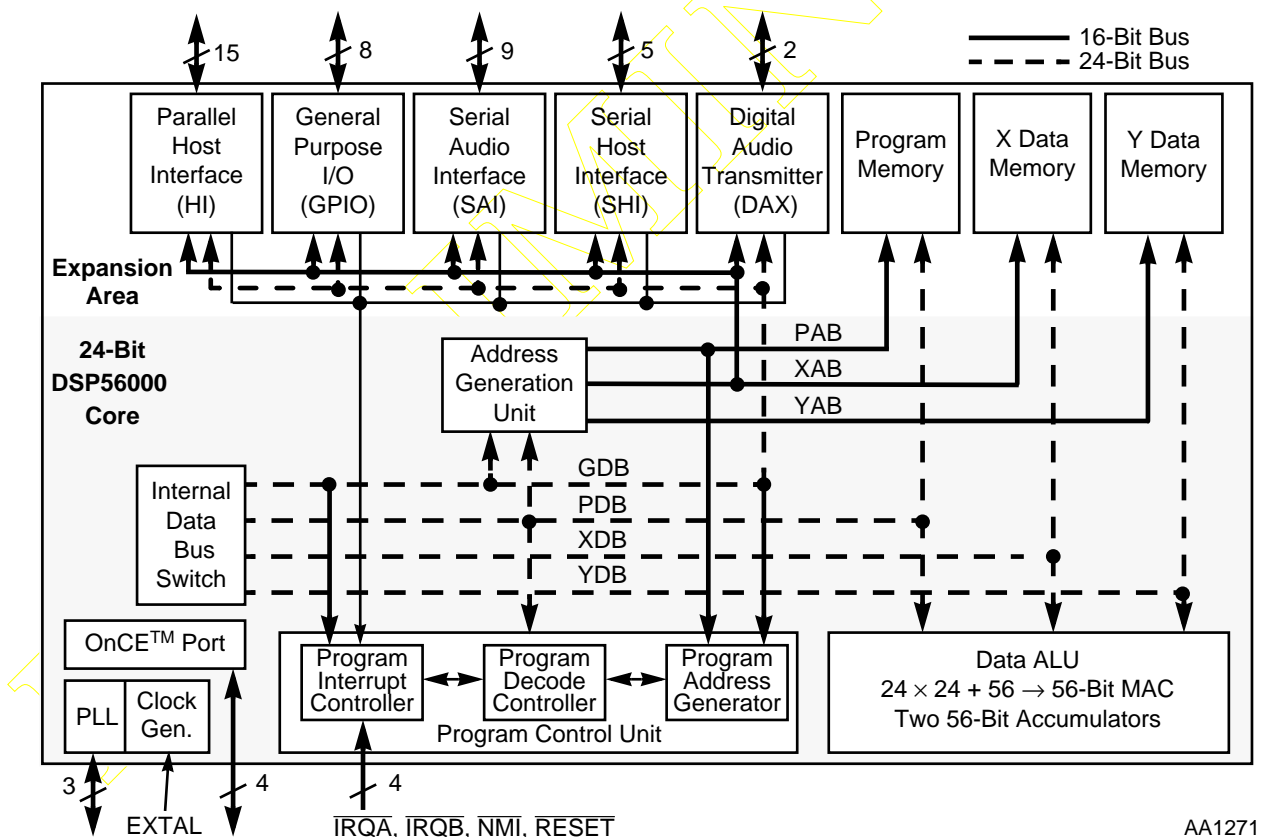 15
8
9
5
2
16-Bit Bus
24-Bit Bus
Parallel
Host
Interface
(HI)
General
Purpose
I/O
(GPIO)
Serial
Audio
Interface
(SAI)
Serial
Host
Interface
(SHI)
Digital
Audio
Transmitter
(DAX)
Program
Memory
X Data
Memory
Y Data
Memory
Expansion
Area
24-Bit
DSP56000
Core
Address
Generation
Unit
PAB
XAB
YAB
Internal
Data
Bus
Switch
GDB
PDB
XDB
YDB
OnCE™ Port
PLL
Clock
Gen.
Program
Interrupt
Controller
Program
Decode
Controller
Program
Address
Generator
Program Control Unit
Data ALU
24 × 24 + 56 → 56-Bit MAC
Two 56-Bit Accumulators
3
4
4
EXTAL
IRQA, IRQB, NMI, RESET
AA1271